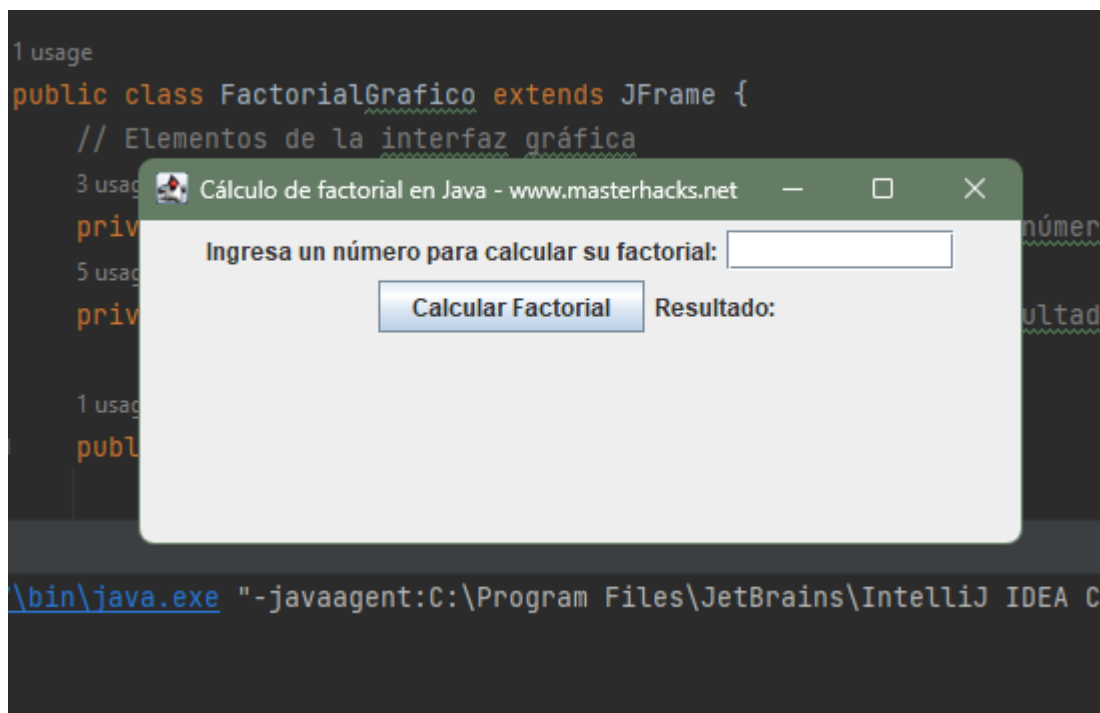 1 usage
public class FactorialGrafico extends JFrame {
// Elementos de la interfaz gráfica
Cálculo de factorial en Java - www.masterhacks.net
Ingresa un número para calcular su factorial:
Calcular Factorial Resultado:
\bin\java.exe "-javaagent:C:\Program Files\JetBrains\IntelliJ IDEA C